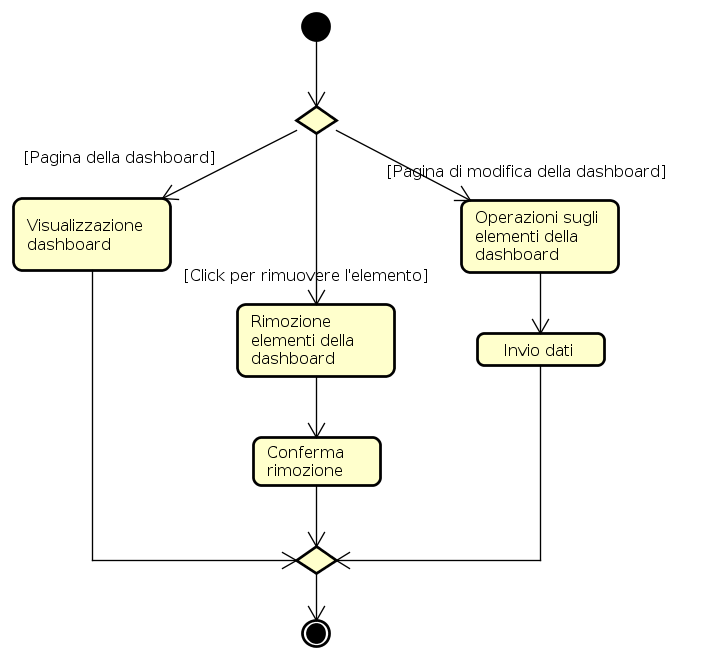 [Pagina della dashboard]
[Pagina di modifica della dashboard]
Visualizzazione
dashboard
Operazioni sugli
elementi della
dashboard
[Click per rimuovere l'elemento]
Rimozione
elementi della
dashboard
Invio dati
Conferma
rimozione